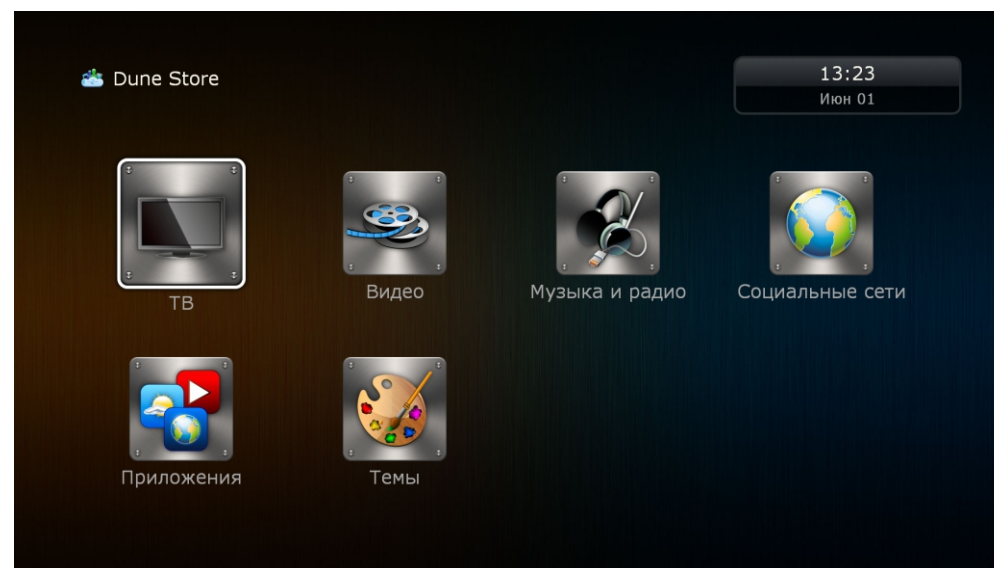 Dune Store
13:23
Июн 01
ТВ
Видео
Музыка и радио
Социальные сети
Приложения
Темы